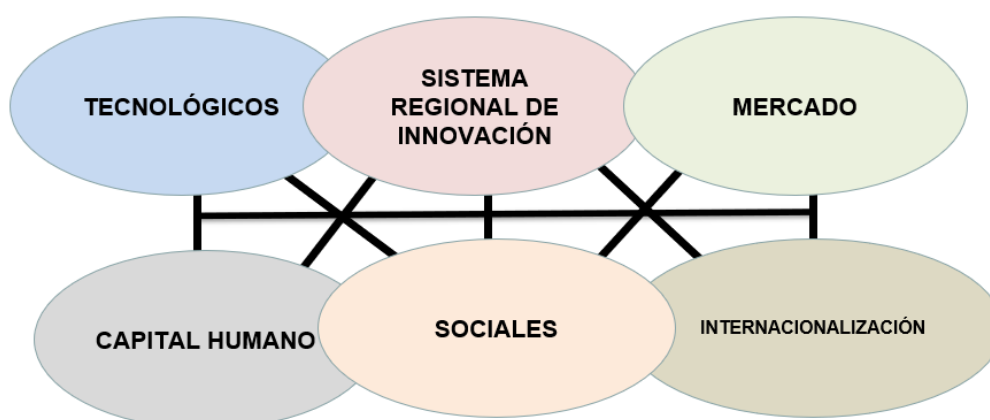 TECNOLÓGICOS
SISTEMA
REGIONAL DE
INNOVACIÓN
MERCADO
CAPITAL HUMANO
SOCIALES
INTERNACIONALIZACIÓN